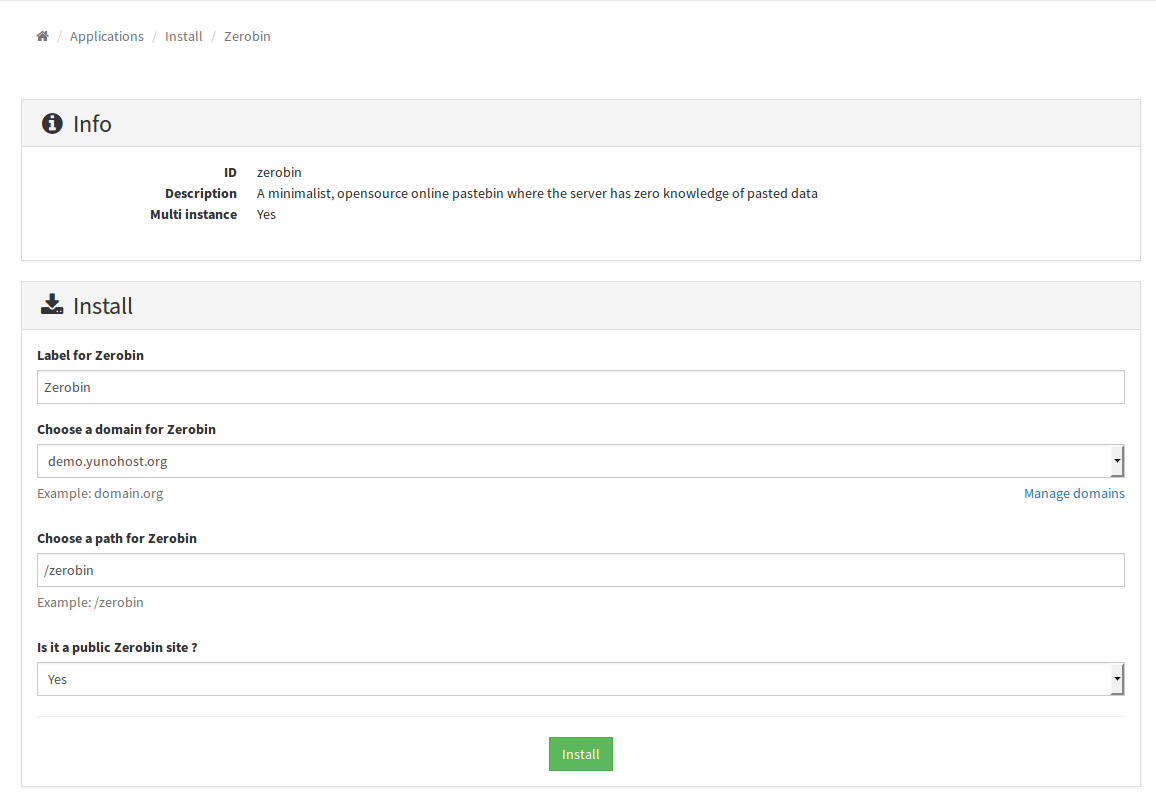 / Applications / Install / Zerobin
Info
ID zerobin
Description A minimalist, opensource online pastebin where the server has zero knowledge of pasted data
Multi instance Yes
Install
Label for Zerobin
Zerobin
Choose a domain for Zerobin
demo.yunohost.org
Example: domain.org Manage domains
Choose a path for Zerobin
/zerobin
Example: /zerobin
Is it a public Zerobin site ?
Yes
Install